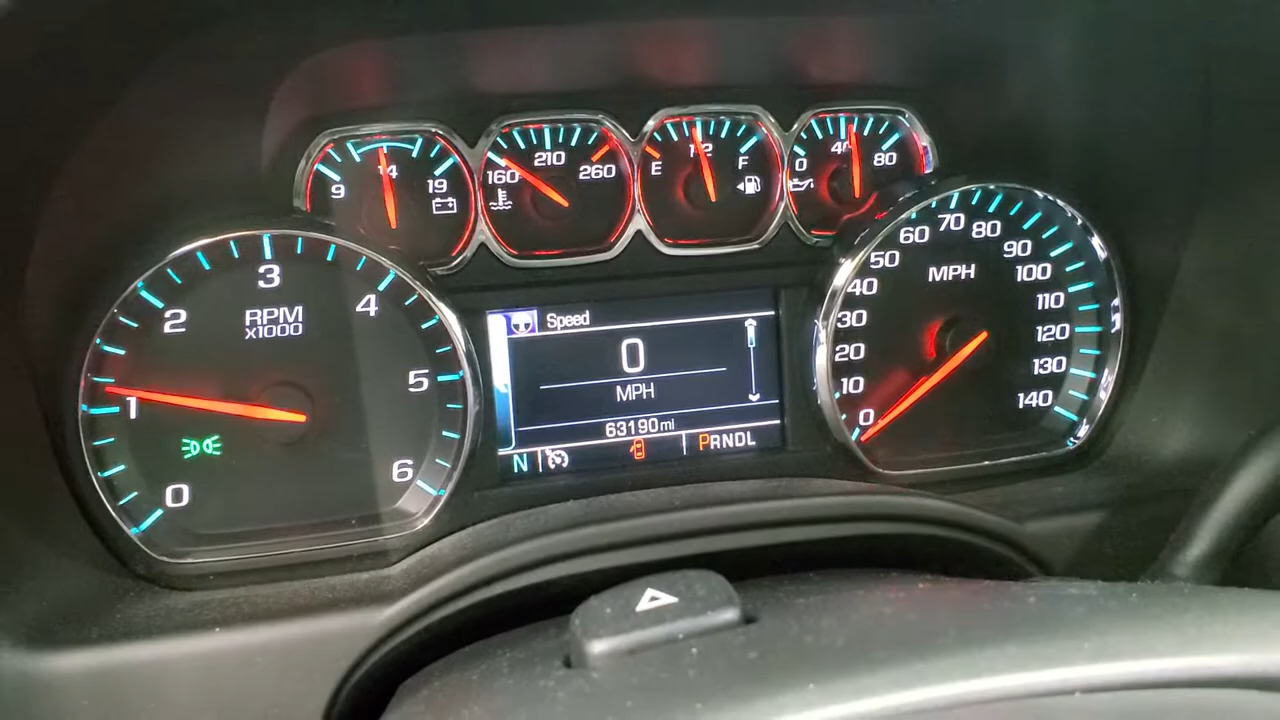 9 14 19
160 210 260
E 1/2 F
0 40 80
0 1 2 3 4 5 6
RPM
x1000
Speed
0
MPH
63190 mi
N PRNDL
0 10 20 30 40 50 60 70 80 90 100 110 120 130 140
MPH